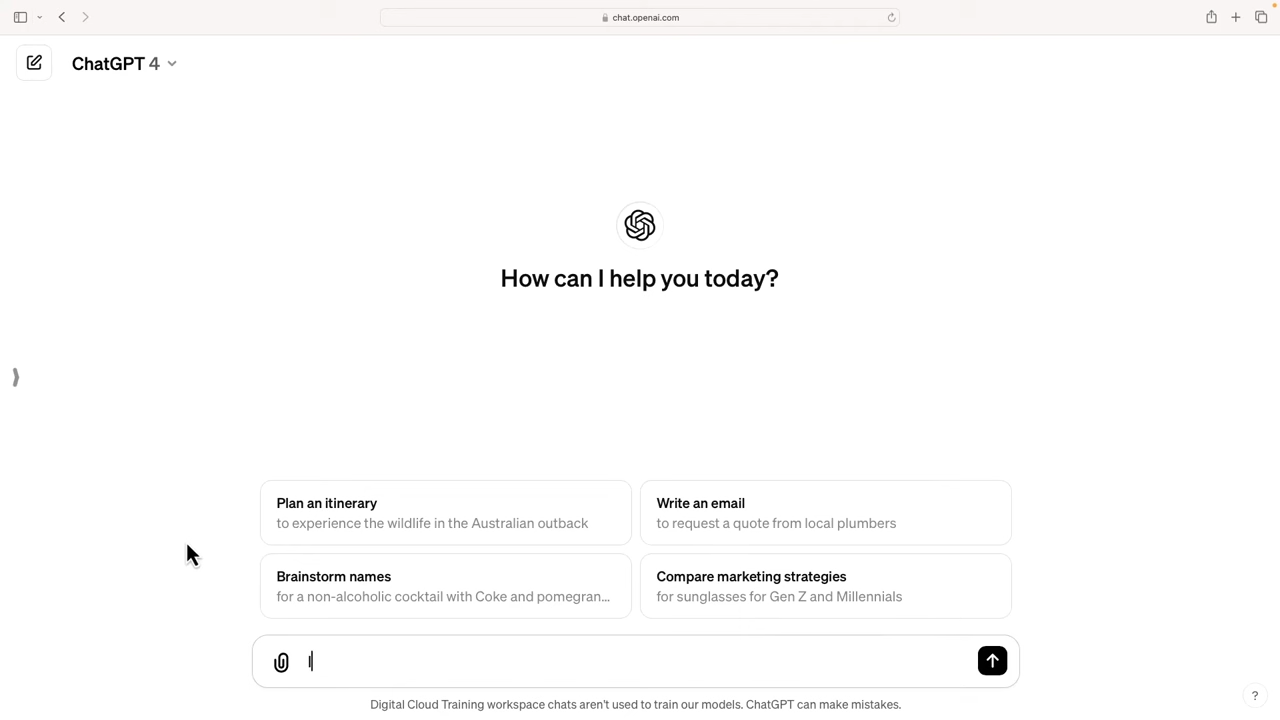 chat.openai.com
ChatGPT 4
How can I help you today?
Plan an itinerary
to experience the wildlife in the Australian outback
Write an email
to request a quote from local plumbers
Brainstorm names
for a non-alcoholic cocktail with Coke and pomegran...
Compare marketing strategies
for sunglasses for Gen Z and Millennials
Digital Cloud Training workspace chats aren't used to train our models. ChatGPT can make mistakes.
?